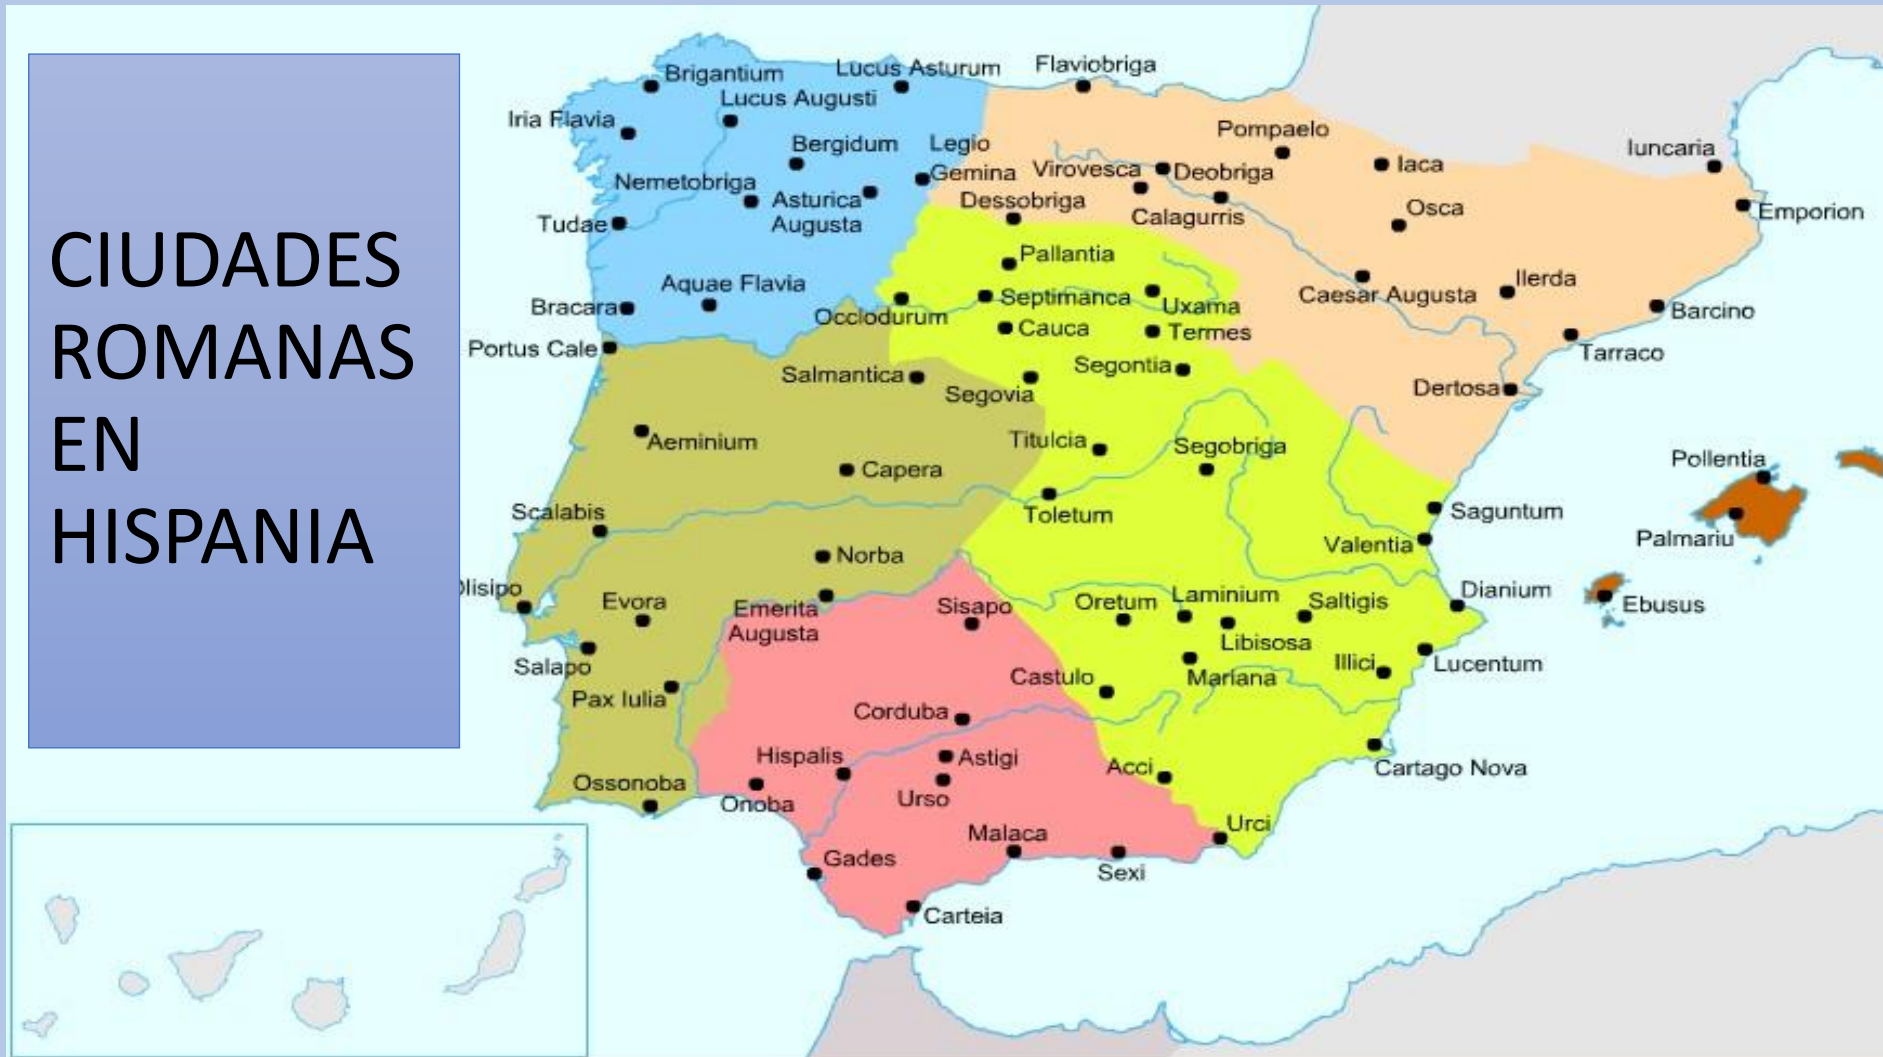 CIUDADES
ROMANAS
EN
HISPANIA
Brigantium
Lucus Asturum
Flaviobriga
Lucus Augusti
Iria Flavia
Bergidum
Legio
Gemina
Pompaelo
Iuncaria
Virovesca
Deobriga
Iaca
Nemetobriga
Asturica
Augusta
Dessobriga
Calagurris
Osca
Emporion
Tudae
Pallantia
Aquae Flavia
Septimanca
Uxama
Caesar Augusta
Ilerda
Bracara
Occlodurum
Cauca
Termes
Barcino
Portus Cale
Tarraco
Salmantica
Segovia
Segontia
Dertosa
Aeminium
Titulcia
Segobriga
Capera
Pollentia
Scalabis
Toletum
Saguntum
Palmariu
Norba
Valentia
Olisipo
Evora
Emerita
Augusta
Sisapo
Oretum
Laminium
Saltigis
Dianium
Ebusus
Libisosa
Salapo
Pax Iulia
Castulo
Mariana
Illici
Lucentum
Corduba
Hispalis
Astigi
Acci
Cartago Nova
Ossonoba
Onoba
Urso
Malaca
Urci
Gades
Sexi
Carteia